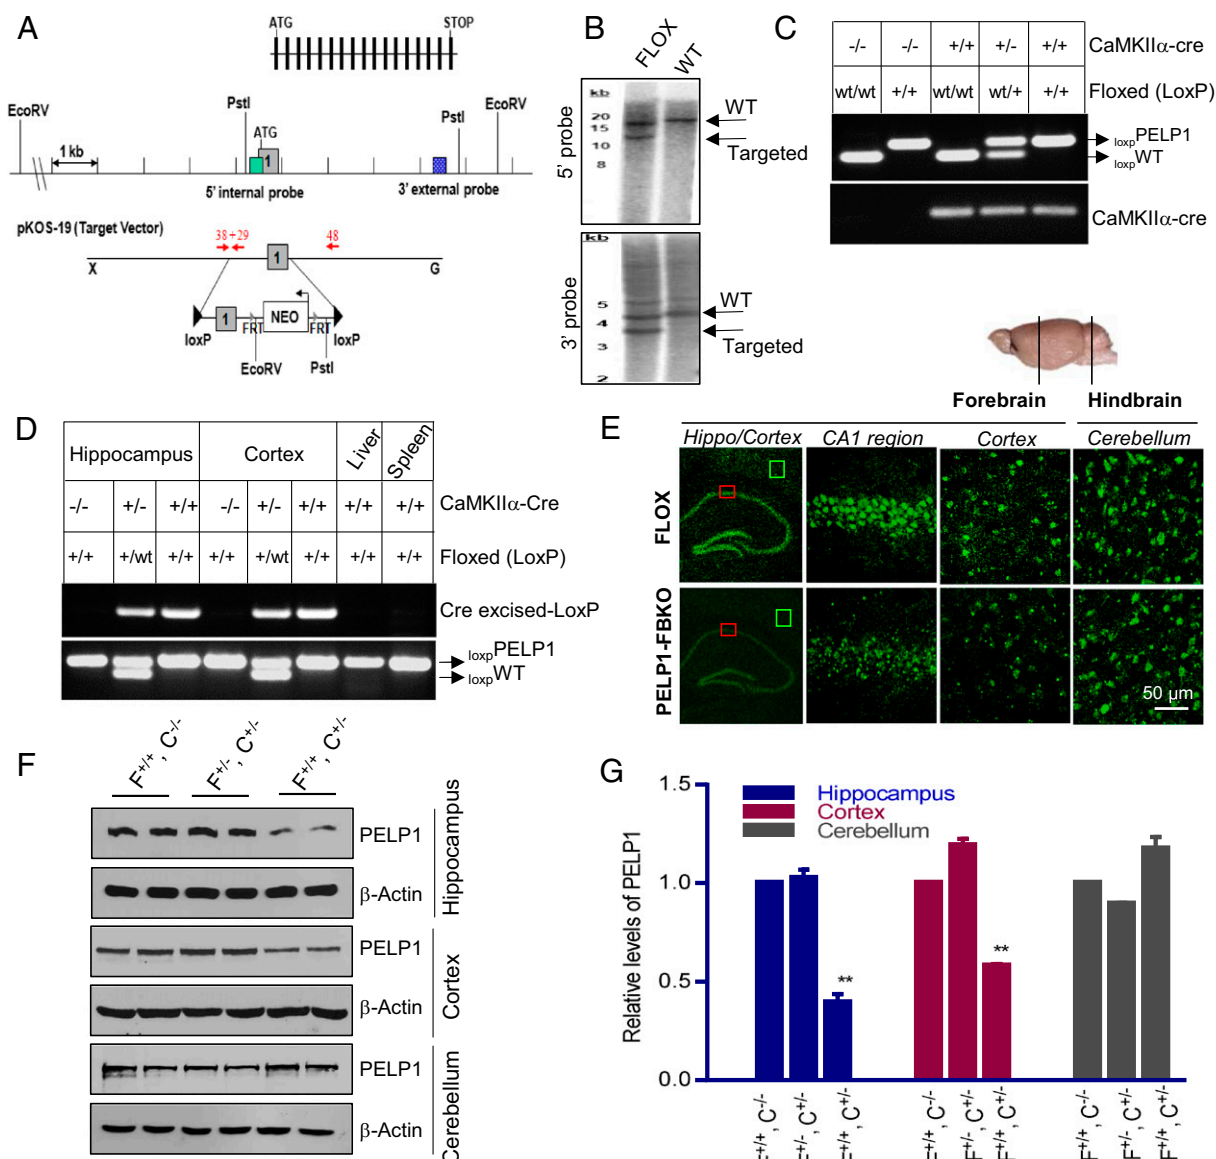 A
ATG
STOP
EcoRV
PstI
ATG
PstI
EcoRV
1 kb
1
5' internal probe
3' external probe
pKOS-19 (Target Vector)
38 + 29
48
1
X
G
1
NEO
loxP
FRT
FRT
loxP
EcoRV
PstI
B
FLOX
WT
kb
20
15
10
8
5' probe
WT
Targeted
kb
5
4
3
2
3' probe
WT
Targeted
C
-/-
-/-
+/+
+/-
+/+
CaMKIIα-cre
wt/wt
+/+
wt/wt
wt/+
+/+
Floxed (LoxP)
loxpPELP1
loxpWT
CaMKIIα-cre
D
Hippocampus
Cortex
Liver
Spleen
-/-
+/-
+/+
-/-
+/-
+/+
+/+
+/+
CaMKIIα-Cre
+/+
+/wt
+/+
+/+
+/wt
+/+
+/+
+/+
Floxed (LoxP)
Cre excised-LoxP
loxpPELP1
loxpWT
E
Forebrain
Hindbrain
Hippo/Cortex
CA1 region
Cortex
Cerebellum
FLOX
PELP1-FBKO
50 µm
F
F+/+, C-/-
F+/-, C+/-
F+/+, C+/-
PELP1
β-Actin
Hippocampus
PELP1
β-Actin
Cortex
PELP1
β-Actin
Cerebellum
G
Relative levels of PELP1
1.5
1.0
0.5
0.0
Hippocampus
Cortex
Cerebellum
**
**
F+/+, C-/-
F+/-, C+/-
F+/+, C+/-
F+/+, C-/-
F+/-, C+/-
F+/+, C+/-
F+/+, C-/-
F+/-, C+/-
F+/+, C+/-